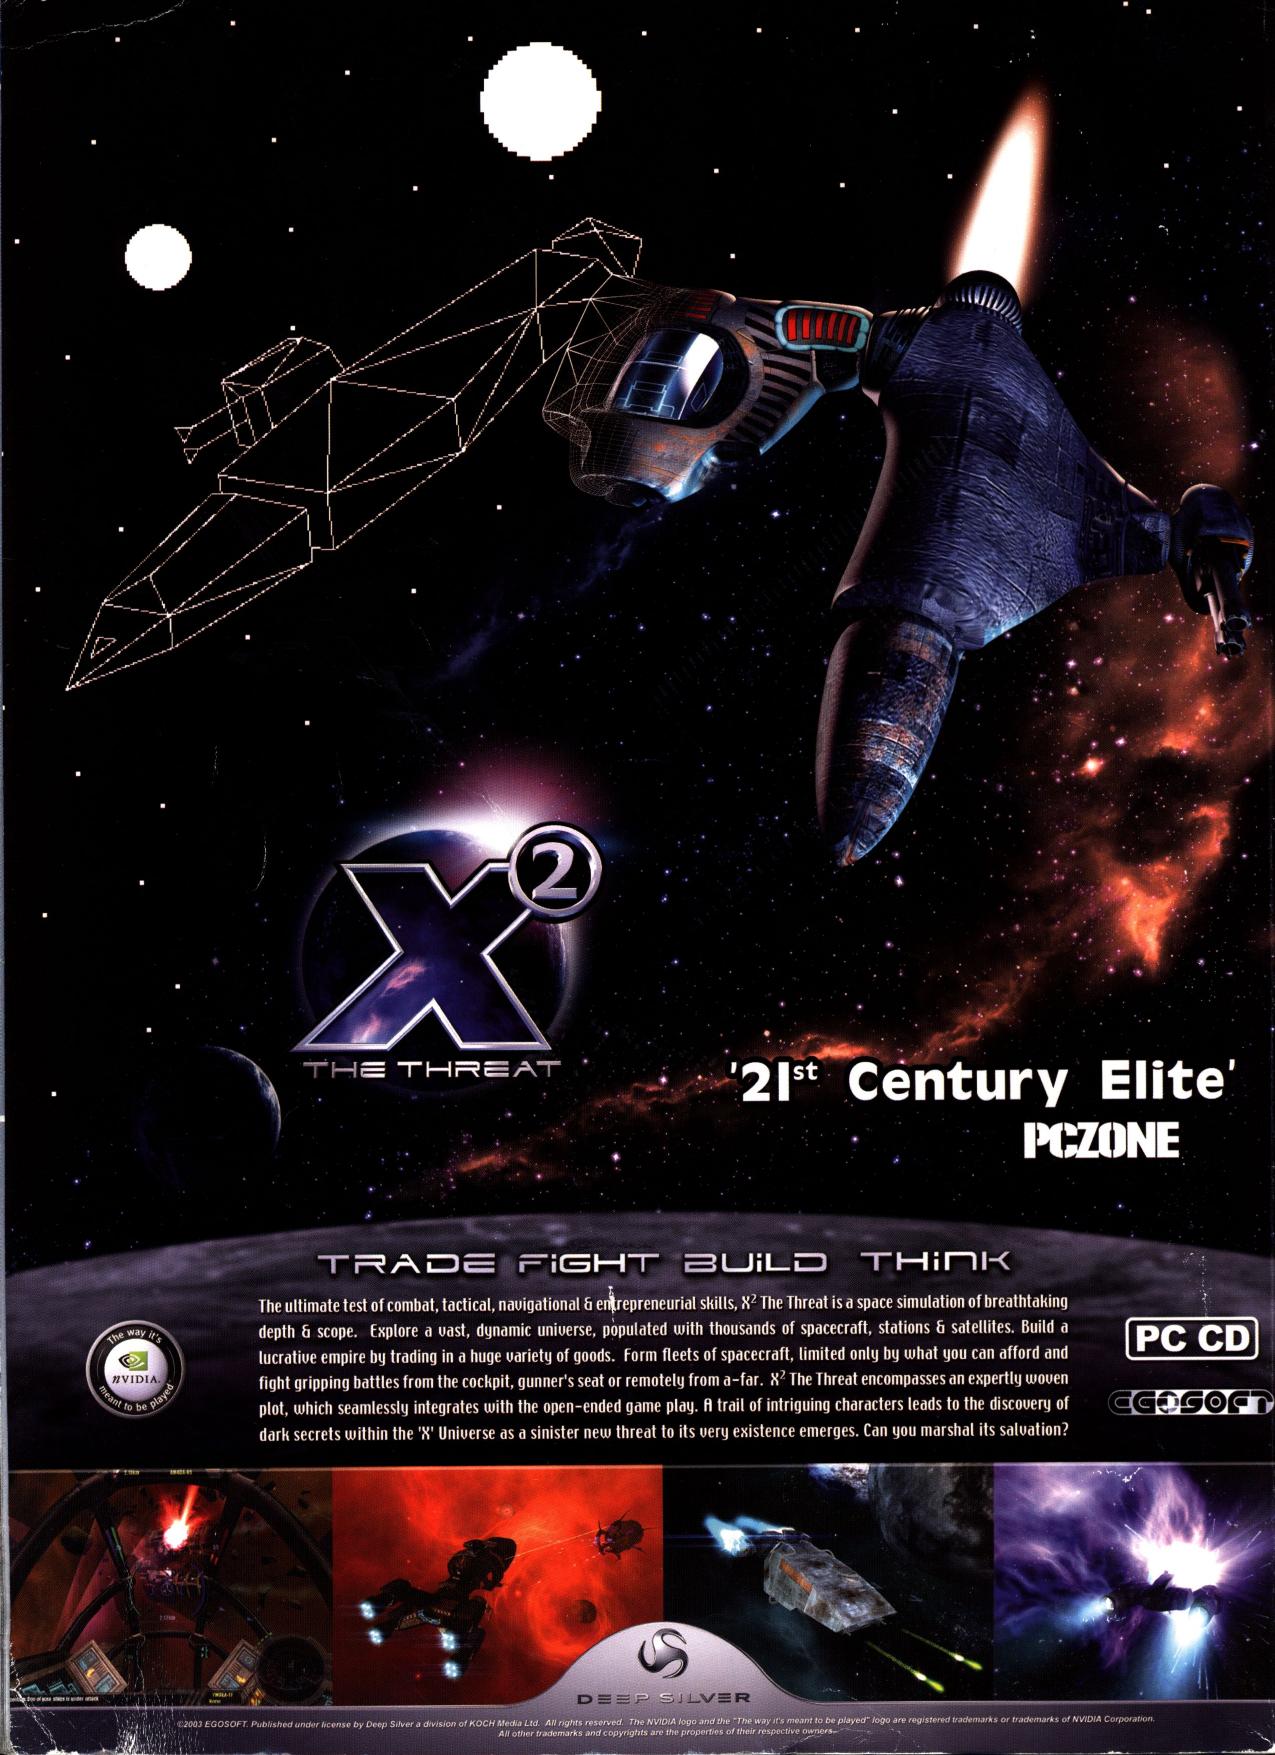 X2
THE THREAT
'21st Century Elite'
PCZONE
TRADE FiGHT BUiLD THiNK
The ultimate test of combat, tactical, navigational & entrepreneurial skills, X2 The Threat is a space simulation of breathtaking
depth & scope. Explore a vast, dynamic universe, populated with thousands of spacecraft, stations & satellites. Build a
lucrative empire by trading in a huge variety of goods. Form fleets of spacecraft, limited only by what you can afford and
fight gripping battles from the cockpit, gunner's seat or remotely from a-far. X2 The Threat encompasses an expertly woven
plot, which seamlessly integrates with the open-ended game play. A trail of intriguing characters leads to the discovery of
dark secrets within the 'X' Universe as a sinister new threat to its very existence emerges. Can you marshal its salvation?
The way it's
nVIDIA.
meant to be played
PC CD
EGOSOFT
DEEP SILVER
©2003 EGOSOFT. Published under license by Deep Silver a division of KOCH Media Ltd. All rights reserved. The NVIDIA logo and the "The way it's meant to be played" logo are registered trademarks or trademarks of NVIDIA Corporation.
All other trademarks and copyrights are the properties of their respective owners.